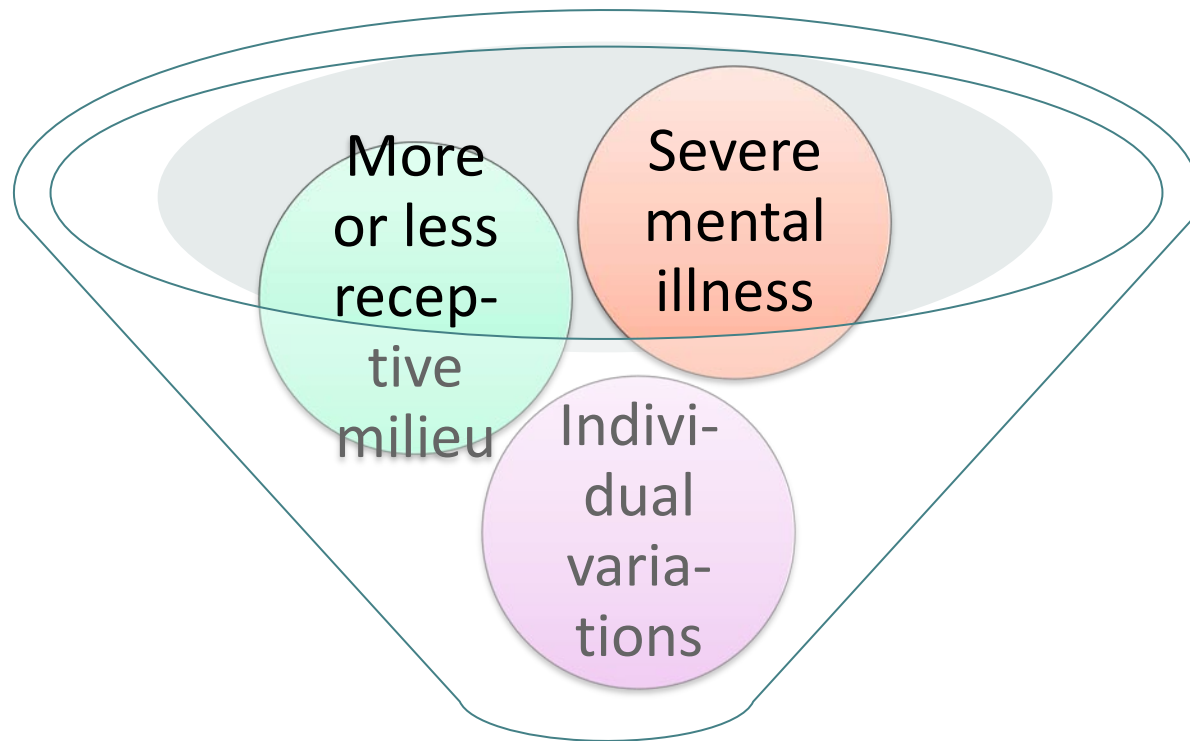 More
or less
recep-
tive
milieu
Severe
mental
illness
Indivi-
dual
varia-
tions